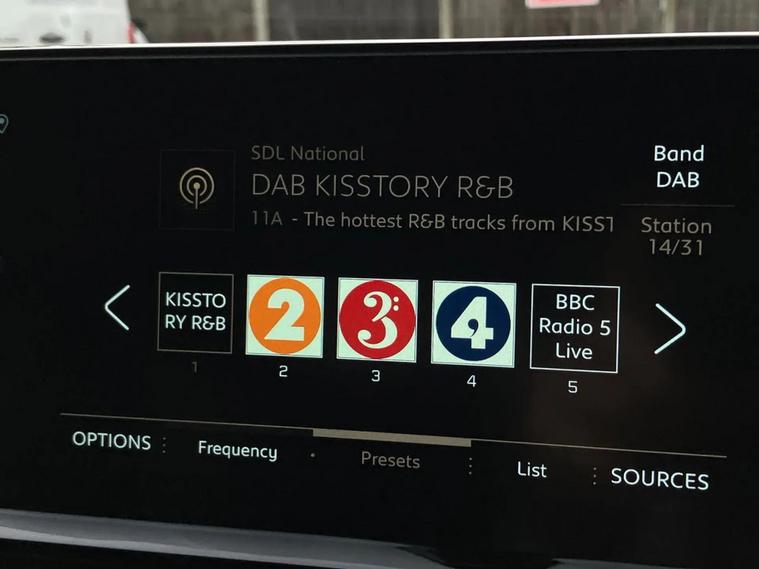 SDL National
DAB KISSTORY R&B
11A - The hottest R&B tracks from KISST
Band
DAB
Station
14/31
KISSTO
RY R&B
2
3:
4
BBC
Radio 5
Live
1
2
3
4
5
OPTIONS
Frequency
Presets
List
SOURCES